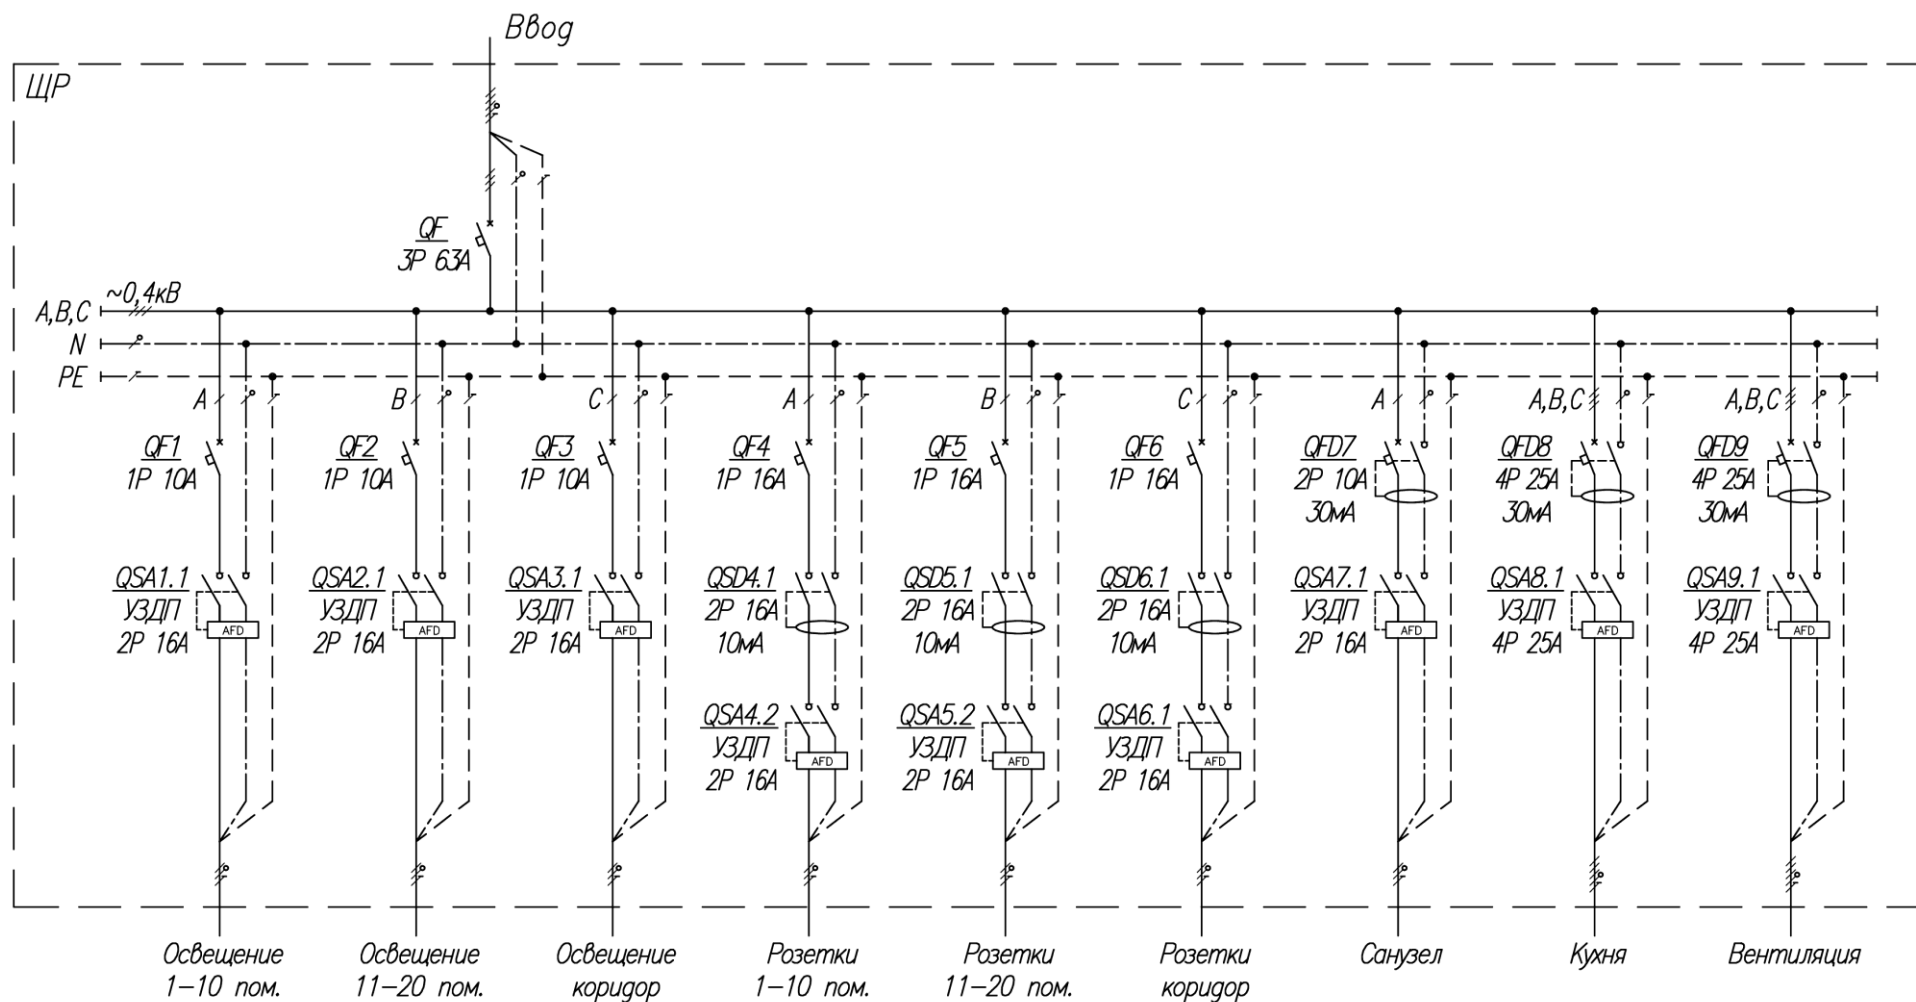 Ввод
ЩР
QF
3P 63A
~0,4кВ
A,B,C
N
PE
A
B
C
A
B
C
A
A,B,C
A,B,C
QF1
1P 10A
QF2
1P 10A
QF3
1P 10A
QF4
1P 16A
QF5
1P 16A
QF6
1P 16A
QFD7
2P 10A
30мА
QFD8
4P 25A
30мА
QFD9
4P 25A
30мА
QSA1.1
УЗДП
2P 16A
AFD
QSA2.1
УЗДП
2P 16A
AFD
QSA3.1
УЗДП
2P 16A
AFD
QSD4.1
2P 16A
10мА
QSD5.1
2P 16A
10мА
QSD6.1
2P 16A
10мА
QSA7.1
УЗДП
2P 16A
AFD
QSA8.1
УЗДП
4P 25A
AFD
QSA9.1
УЗДП
4P 25A
AFD
QSA4.2
УЗДП
2P 16A
AFD
QSA5.2
УЗДП
2P 16A
AFD
QSA6.1
УЗДП
2P 16A
AFD
Освещение
1-10 пом.
Освещение
11-20 пом.
Освещение
коридор
Розетки
1-10 пом.
Розетки
11-20 пом.
Розетки
коридор
Санузел
Кухня
Вентиляция